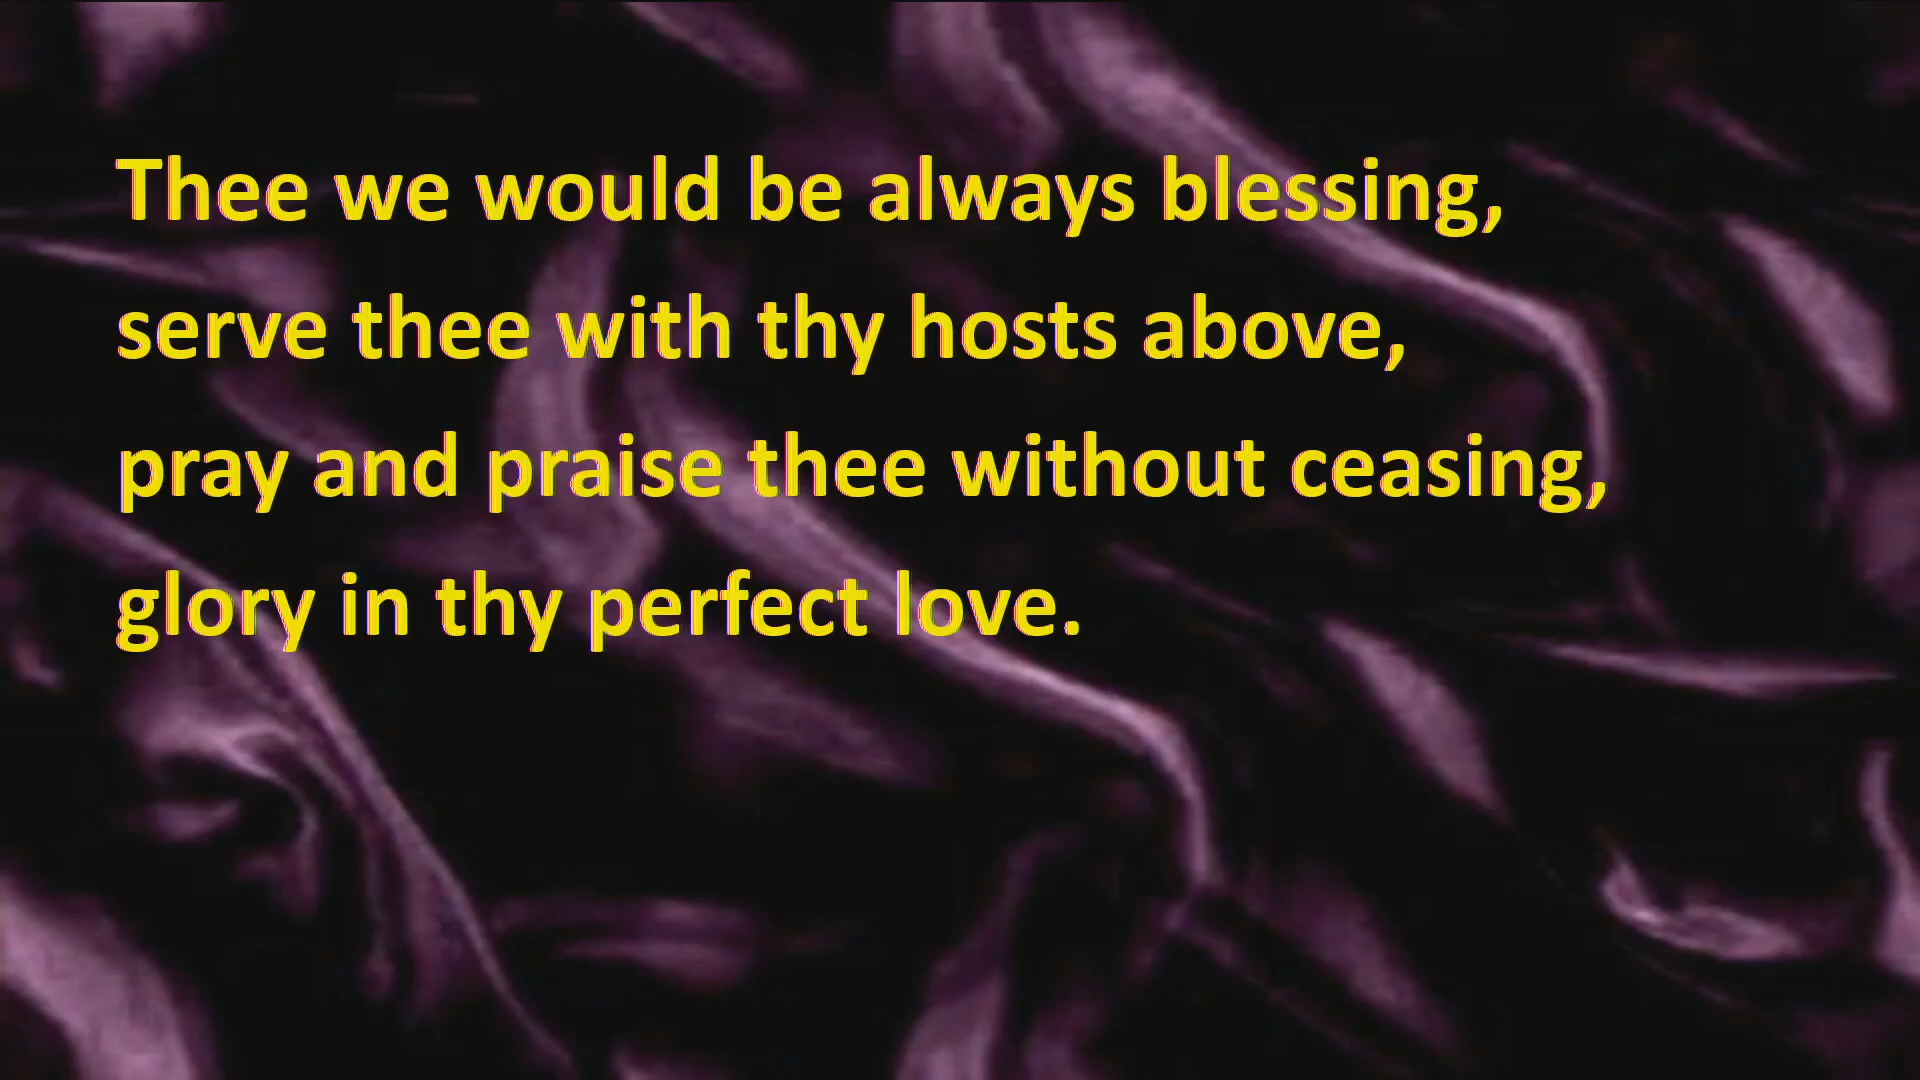 Thee we would be always blessing,
serve thee with thy hosts above,
pray and praise thee without ceasing,
glory in thy perfect love.